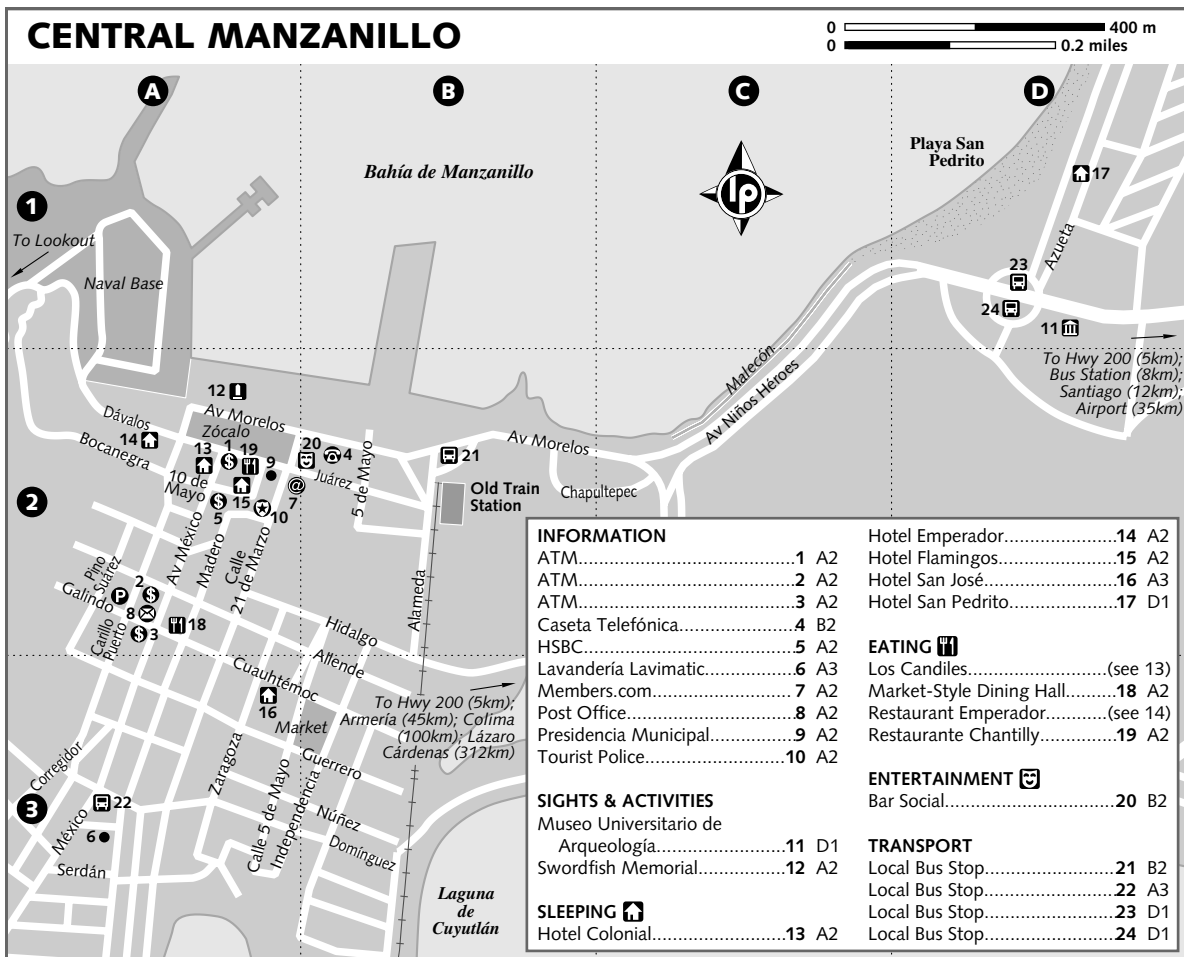 CENTRAL MANZANILLO
0 400 m
0 0.2 miles
A
B
C
D
1
2
3
Bahía de Manzanillo
Playa San
Pedrito
lp
To Lookout
Naval Base
17
Azueta
23
24
11
To Hwy 200 (5km);
Bus Station (8km);
Santiago (12km);
Airport (35km)
Malecón
Av Niños Héroes
12
Av Morelos
Zócalo
Dávalos
Bocanegra
14
13
1
19
9
20
4
Juárez
5 de Mayo
21
Av Morelos
Chapultepec
Old Train
Station
10 de
Mayo
5
15
10
7
@
Av México
Madero
Calle
21 de Marzo
Pino
Suárez
2
P
Galindo
8
3
18
Carillo
Puerto
Hidalgo
Allende
Cuauhtémoc
Alameda
16
Market
To Hwy 200 (5km);
Armería (45km); Colima
(100km); Lázaro
Cárdenas (312km)
Guerrero
Zaragoza
Calle 5 de Mayo
Independencia
Núñez
Domínguez
Corregidor
22
México
6
Serdán
Laguna
de
Cuyutlán
INFORMATION
ATM...............................1 A2
ATM...............................2 A2
ATM...............................3 A2
Caseta Telefónica...............................4 B2
HSBC...............................5 A2
Lavandería Lavimatic...............................6 A3
Members.com...............................7 A2
Post Office...............................8 A2
Presidencia Municipal...............................9 A2
Tourist Police...............................10 A2
SIGHTS & ACTIVITIES
Museo Universitario de
Arqueología...............................11 D1
Swordfish Memorial...............................12 A2
SLEEPING
Hotel Colonial...............................13 A2
Hotel Emperador...............................14 A2
Hotel Flamingos...............................15 A2
Hotel San José...............................16 A3
Hotel San Pedrito...............................17 D1
EATING
Los Candiles...............................(see 13)
Market-Style Dining Hall...............................18 A2
Restaurant Emperador...............................(see 14)
Restaurante Chantilly...............................19 A2
ENTERTAINMENT
Bar Social...............................20 B2
TRANSPORT
Local Bus Stop...............................21 B2
Local Bus Stop...............................22 A3
Local Bus Stop...............................23 D1
Local Bus Stop...............................24 D1